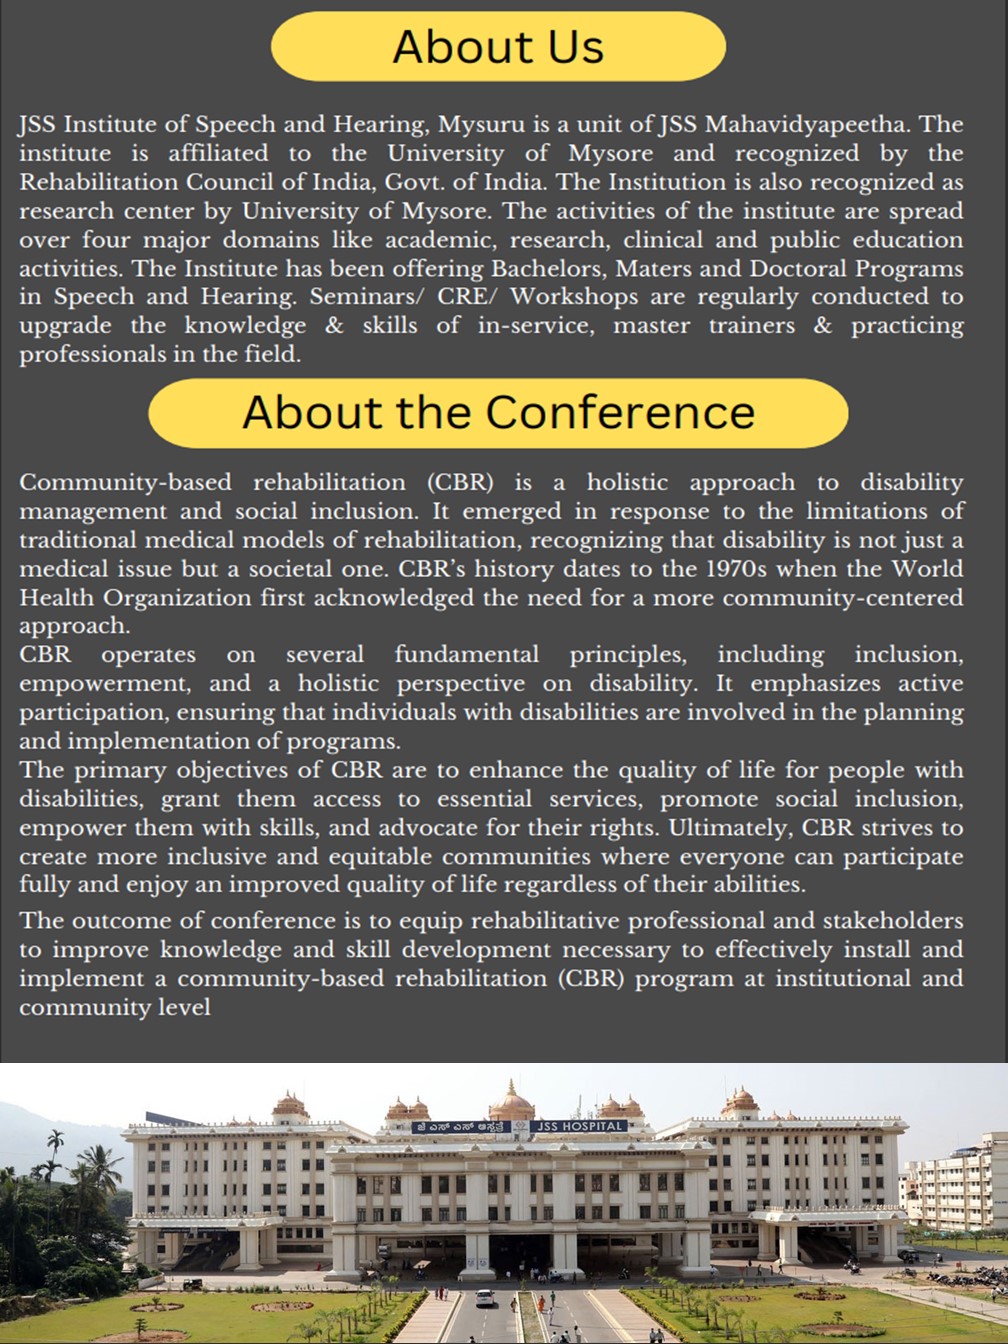 About Us
JSS Institute of Speech and Hearing, Mysuru is a unit of JSS Mahavidyapeetha. The
institute is affiliated to the University of Mysore and recognized by the
Rehabilitation Council of India, Govt. of India. The Institution is also recognized as
research center by University of Mysore. The activities of the institute are spread
over four major domains like academic, research, clinical and public education
activities. The Institute has been offering Bachelors, Maters and Doctoral Programs
in Speech and Hearing. Seminars/ CRE/ Workshops are regularly conducted to
upgrade the knowledge & skills of in-service, master trainers & practicing
professionals in the field.
About the Conference
Community-based rehabilitation (CBR) is a holistic approach to disability
management and social inclusion. It emerged in response to the limitations of
traditional medical models of rehabilitation, recognizing that disability is not just a
medical issue but a societal one. CBR’s history dates to the 1970s when the World
Health Organization first acknowledged the need for a more community-centered
approach.
CBR operates on several fundamental principles, including inclusion,
empowerment, and a holistic perspective on disability. It emphasizes active
participation, ensuring that individuals with disabilities are involved in the planning
and implementation of programs.
The primary objectives of CBR are to enhance the quality of life for people with
disabilities, grant them access to essential services, promote social inclusion,
empower them with skills, and advocate for their rights. Ultimately, CBR strives to
create more inclusive and equitable communities where everyone can participate
fully and enjoy an improved quality of life regardless of their abilities.
The outcome of conference is to equip rehabilitative professional and stakeholders
to improve knowledge and skill development necessary to effectively install and
implement a community-based rehabilitation (CBR) program at institutional and
community level
ಜೆ ಎಸ್ ಎಸ್ ಆಸ್ಪತ್ರೆ JSS HOSPITAL